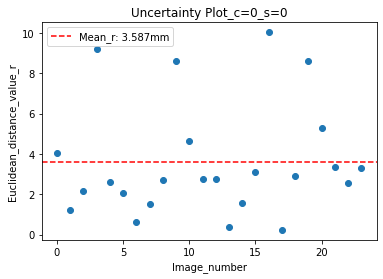 Uncertainty Plot_c=0_s=0
Mean_r: 3.587mm
Euclidean_distance_value_r
10
8
6
4
2
0
0
5
10
15
20
Image_number